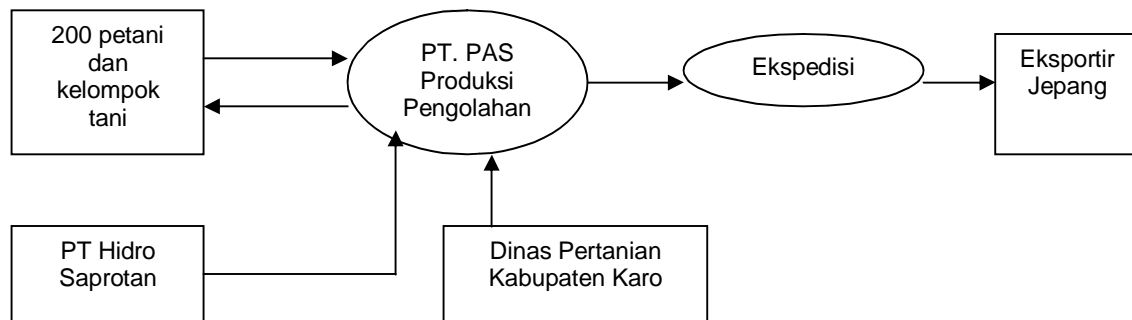 200 petani
dan
kelompok
tani
PT. PAS
Produksi
Pengolahan
Ekspedisi
Eksportir
Jepang
PT Hidro
Saprotan
Dinas Pertanian
Kabupaten Karo